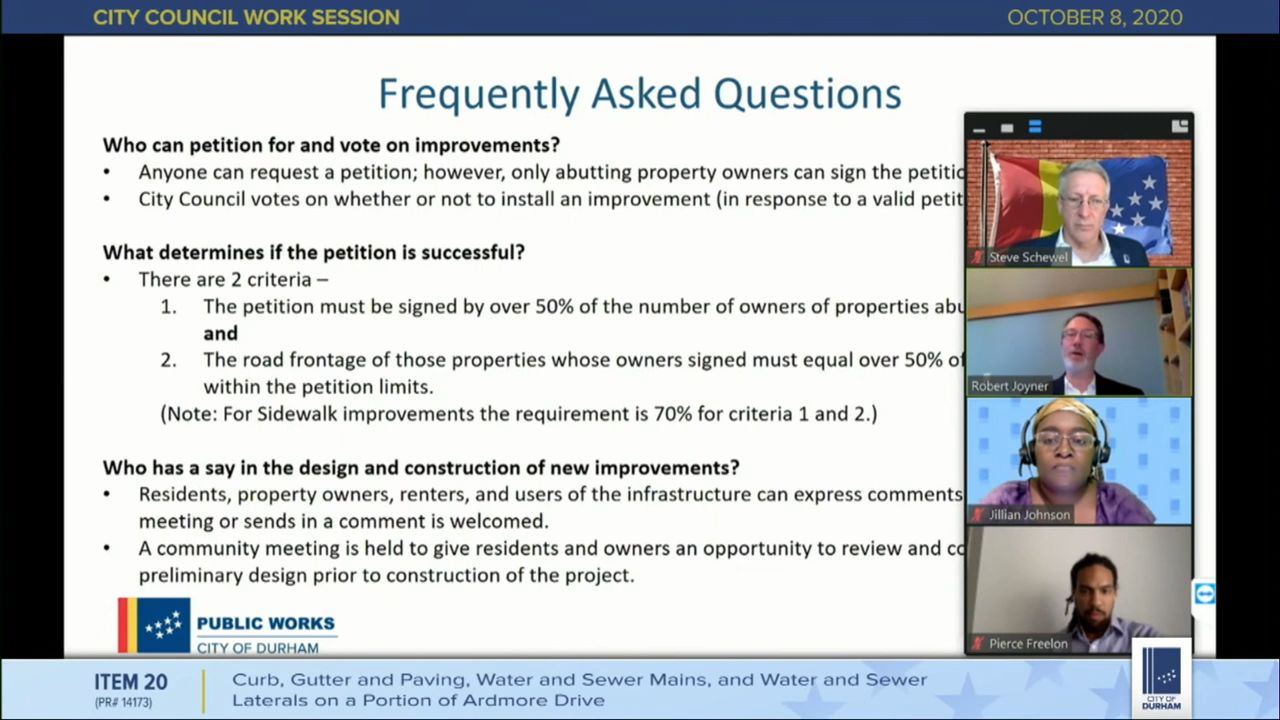 CITY COUNCIL WORK SESSION
OCTOBER 8, 2020
Frequently Asked Questions
Who can petition for and vote on improvements?
• Anyone can request a petition; however, only abutting property owners can sign the petitio
• City Council votes on whether or not to install an improvement (in response to a valid petit
What determines if the petition is successful?
• There are 2 criteria –
1. The petition must be signed by over 50% of the number of owners of properties abu
and
2. The road frontage of those properties whose owners signed must equal over 50% of
within the petition limits.
(Note: For Sidewalk improvements the requirement is 70% for criteria 1 and 2.)
Who has a say in the design and construction of new improvements?
• Residents, property owners, renters, and users of the infrastructure can express comments
meeting or sends in a comment is welcomed.
• A community meeting is held to give residents and owners an opportunity to review and co
preliminary design prior to construction of the project.
PUBLIC WORKS
CITY OF DURHAM
Steve Schewel
Robert Joyner
Jillian Johnson
Pierce Freelon
ITEM 20
(PR# 14173)
Curb, Gutter and Paving, Water and Sewer Mains, and Water and Sewer
Laterals on a Portion of Ardmore Drive
CITY OF
DURHAM